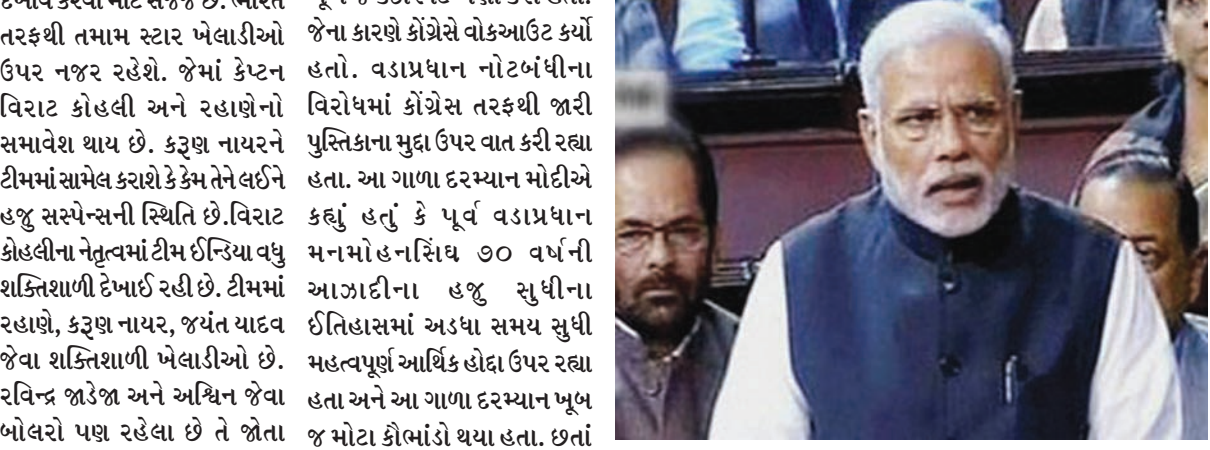 દેખાવ કરવા માટે સજ્જ છે. ભારત
તરફથી તમામ સ્ટાર ખેલાડીઓ
ઉપર નજર રહેશે. જેમાં કેપ્ટન
વિરાટ કોહલી અને રહાણેનો
સમાવેશ થાય છે. કરૂણ નાયરને
ટીમમાં સામેલ કરાશે કે કેમ તેને લઈને
હજુ સસ્પેન્સની સ્થિતિ છે.વિરાટ
કોહલીના નેતૃત્વમાં ટીમ ઈન્ડિયા વધુ
શક્તિશાળી દેખાઈ રહી છે. ટીમમાં
રહાણે, કરૂણ નાયર, જયંત યાદવ
જેવા શક્તિશાળી ખેલાડીઓ છે.
રવિન્દ્ર જાડેજા અને અશ્વિન જેવા
બોલરો પણ રહેલા છે તે જોતા
જેના કારણે કોંગ્રેસે વોકઆઉટ કર્યો
હતો. વડાપ્રધાન નોટબંધીના
વિરોધમાં કોંગ્રેસ તરફથી જારી
પુસ્તિકાના મુદ્દા ઉપર વાત કરી રહ્યા
હતા. આ ગાળા દરમ્યાન મોદીએ
કહ્યું હતું કે પૂર્વ વડાપ્રધાન
મનમોહનસિંઘ ૭૦ વર્ષની
આઝાદીના હજુ સુધીના
ઈતિહાસમાં અડધા સમય સુધી
મહત્વપૂર્ણ આર્થિક હોદ્દા ઉપર રહ્યા
હતા અને આ ગાળા દરમ્યાન ખૂબ
જ મોટા કૌભાંડો થયા હતા. છતાં